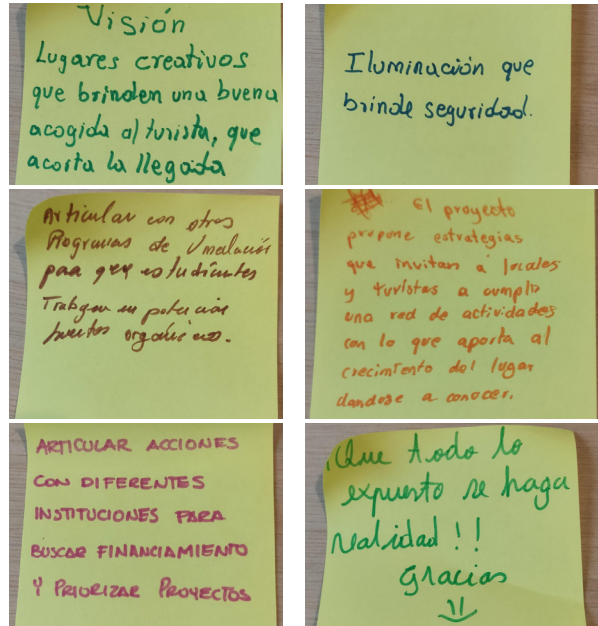 Visión
Lugares creativos
que brinden una buena
acogida al turista, que
acorta la llegada
Iluminación que
brinde seguridad.
Articular con otros
Programas de Vinculación
para que estudiantes
Trabajen en potenciar
huertos orgánicos.
El proyecto
propone estrategias
que invitan a locales
y turistas a cumplir
una red de actividades
con lo que aporta al
crecimiento del lugar
dandose a conocer.
ARTICULAR ACCIONES
CON DIFERENTES
INSTITUCIONES PARA
BUSCAR FINANCIAMIENTO
Y PRIORIZAR PROYECTOS
¡Que todo lo
expuesto se haga
realidad!!
Gracias